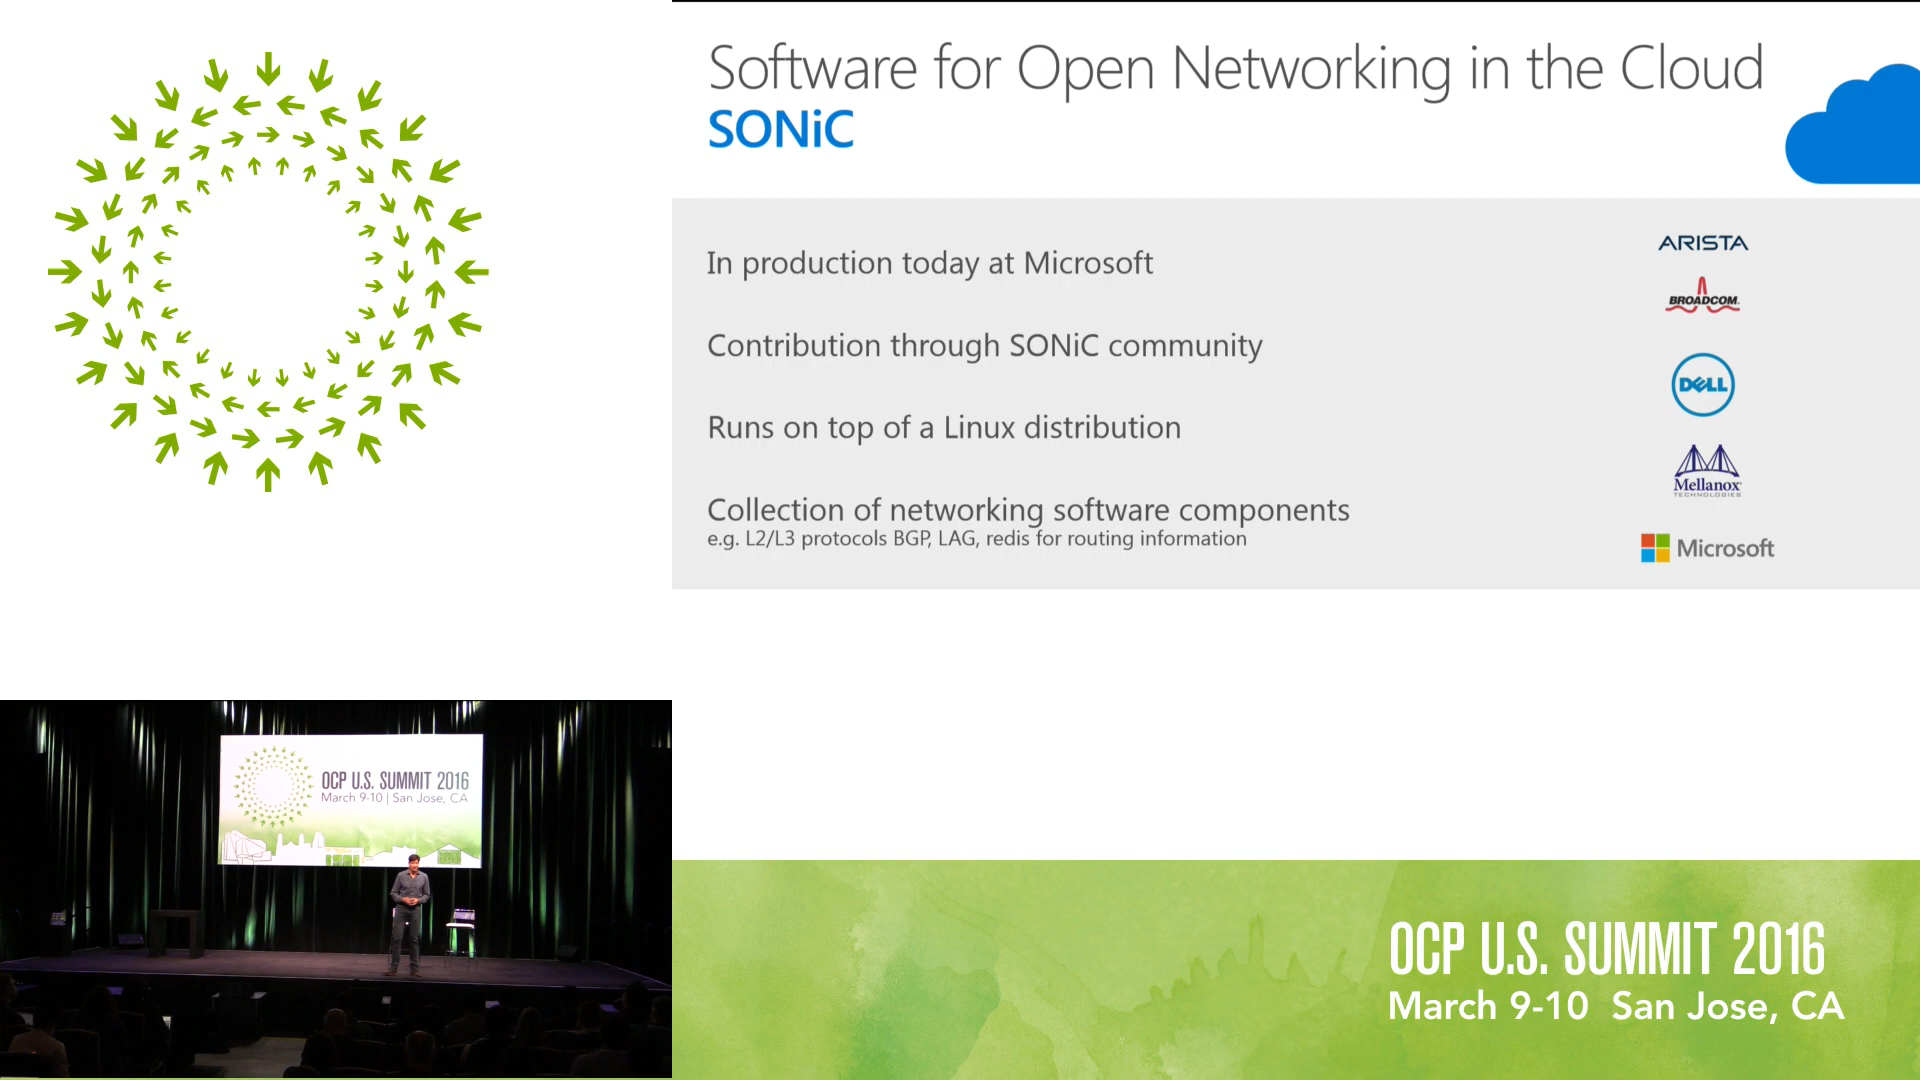 Software for Open Networking in the Cloud
SONiC
In production today at Microsoft
Contribution through SONiC community
Runs on top of a Linux distribution
Collection of networking software components
e.g. L2/L3 protocols BGP, LAG, redis for routing information
ARISTA
BROADCOM.
DELL
Mellanox
TECHNOLOGIES
Microsoft
OCP U.S. SUMMIT 2016
March 9-10 | San Jose, CA
OCP U.S. SUMMIT 2016
March 9-10 San Jose, CA